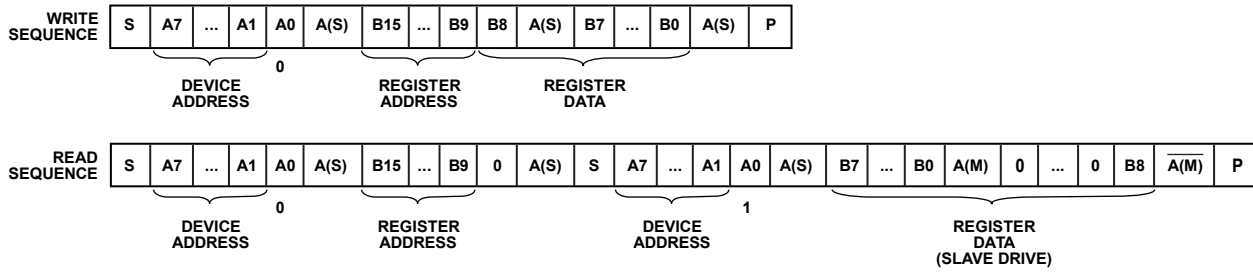 WRITE
SEQUENCE
S A7 ... A1 A0 A(S) B15 ... B9 B8 A(S) B7 ... B0 A(S) P
0
DEVICE
ADDRESS
REGISTER
ADDRESS
REGISTER
DATA
READ
SEQUENCE
S A7 ... A1 A0 A(S) B15 ... B9 0 A(S) S A7 ... A1 A0 A(S) B7 ... B0 A(M) 0 ... 0 B8 A̅(̅M̅)̅ P
0 1
DEVICE
ADDRESS
REGISTER
ADDRESS
DEVICE
ADDRESS
REGISTER
DATA
(SLAVE DRIVE)